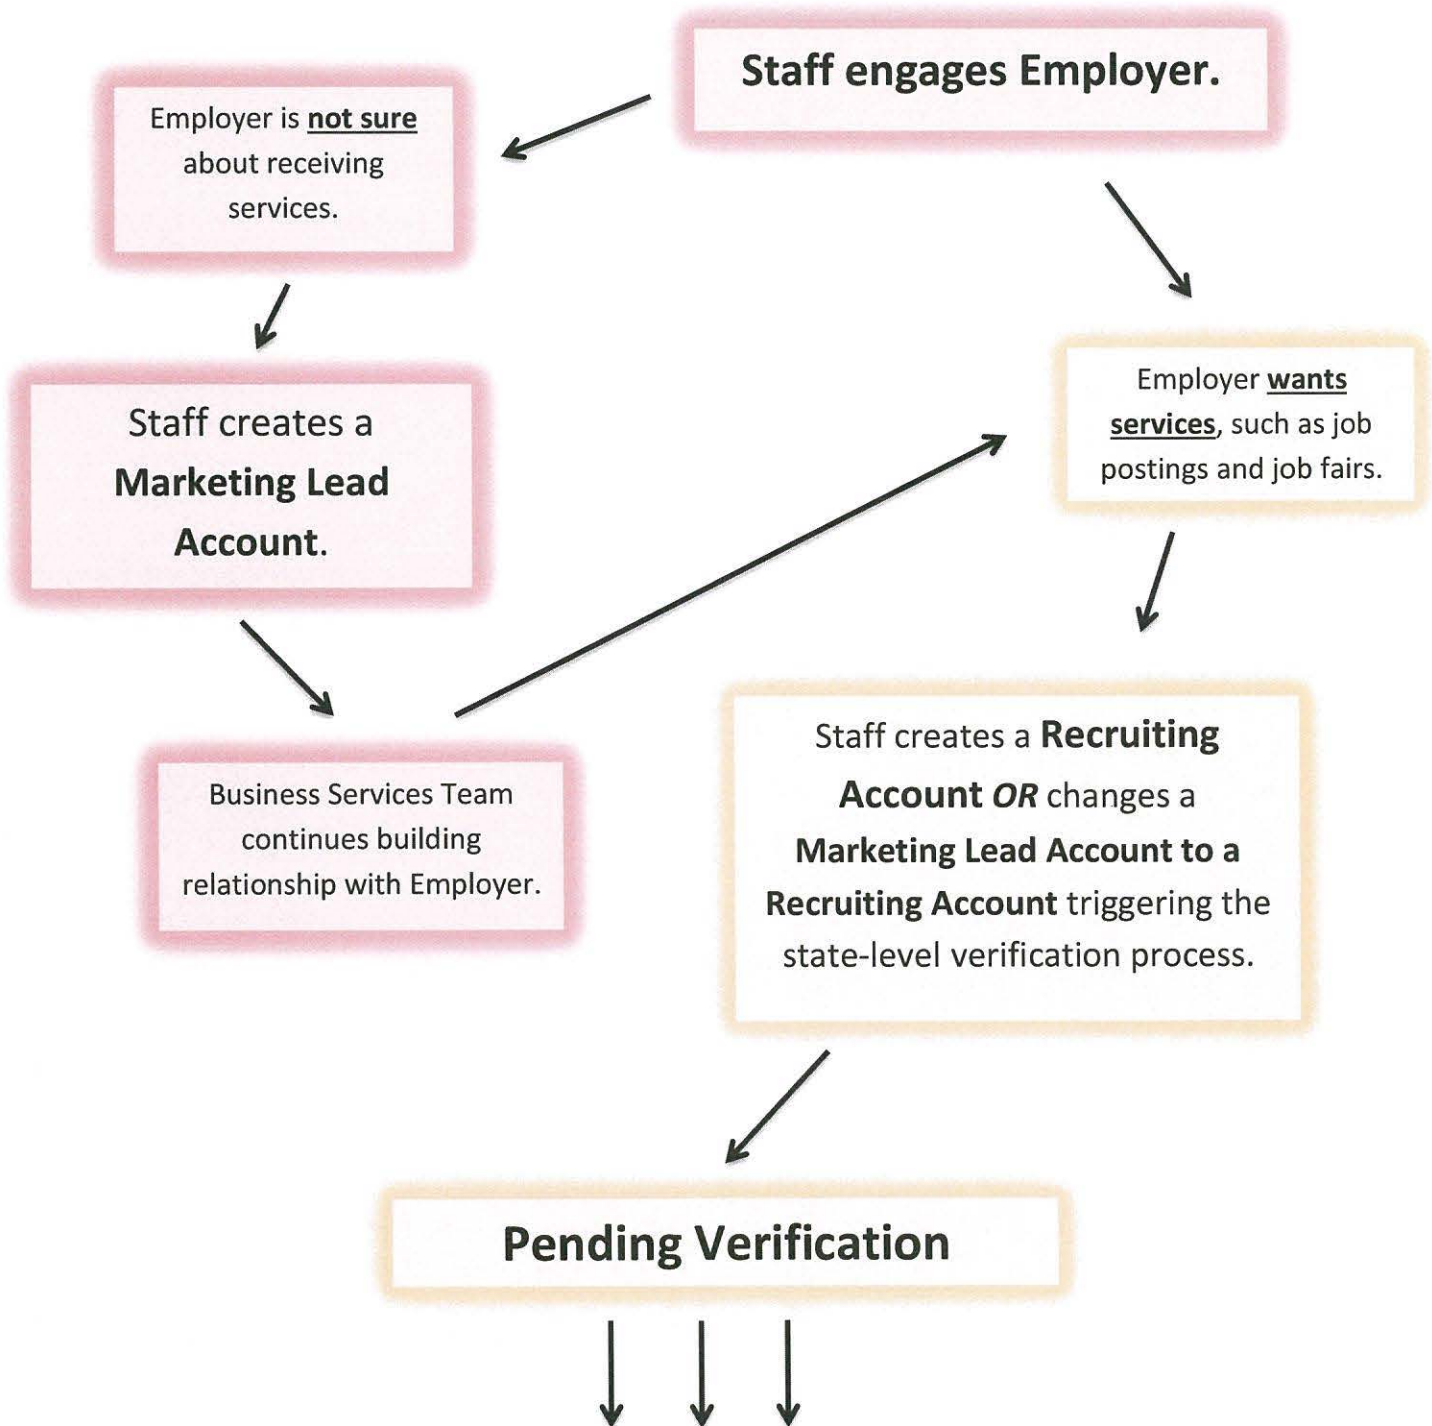 Staff engages Employer.
Employer is not sure
about receiving
services.
Staff creates a
Marketing Lead
Account.
Business Services Team
continues building
relationship with Employer.
Employer wants
services, such as job
postings and job fairs.
Staff creates a Recruiting
Account OR changes a
Marketing Lead Account to a
Recruiting Account triggering the
state-level verification process.
Pending Verification